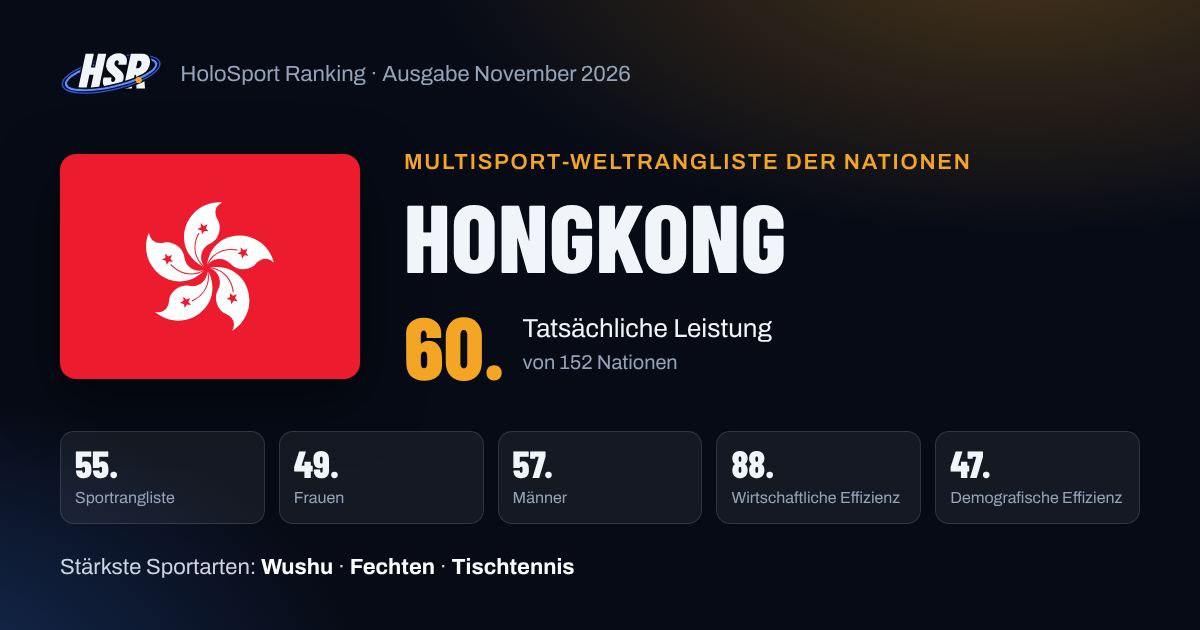 HSR
HoloSport Ranking · Ausgabe November 2026
MULTISPORT-WELTRANGLISTE DER NATIONEN
HONGKONG
60.
Tatsächliche Leistung
von 152 Nationen
55.
Sportrangliste
49.
Frauen
57.
Männer
88.
Wirtschaftliche Effizienz
47.
Demografische Effizienz
Stärkste Sportarten: Wushu · Fechten · Tischtennis